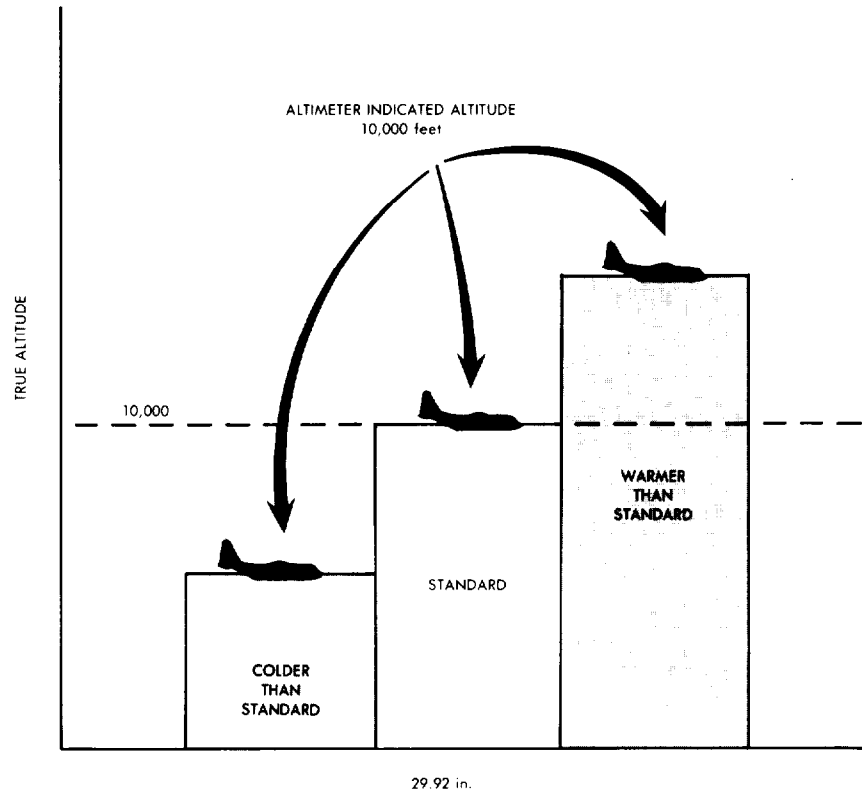 ALTIMETER INDICATED ALTITUDE
10,000 feet
TRUE ALTITUDE
10,000
WARMER
THAN
STANDARD
STANDARD
COLDER
THAN
STANDARD
29.92 in.